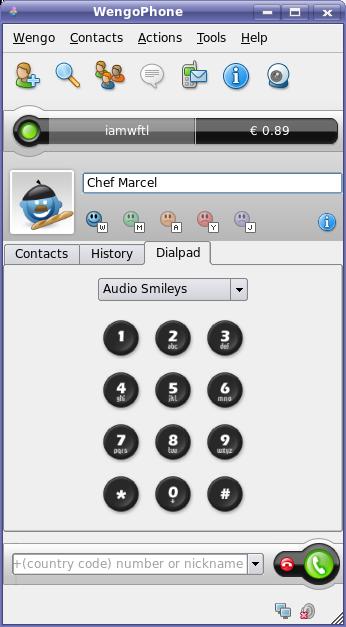 WengoPhone
Wengo Contacts Actions Tools Help
iamwftl € 0.89
Chef Marcel
W M A Y J
Contacts History Dialpad
Audio Smileys
1 2 3
abc def
4 5 6
ghi jkl mno
7 8 9
pqrs tuv wxyz
* 0 #
+
+(country code) number or nickname